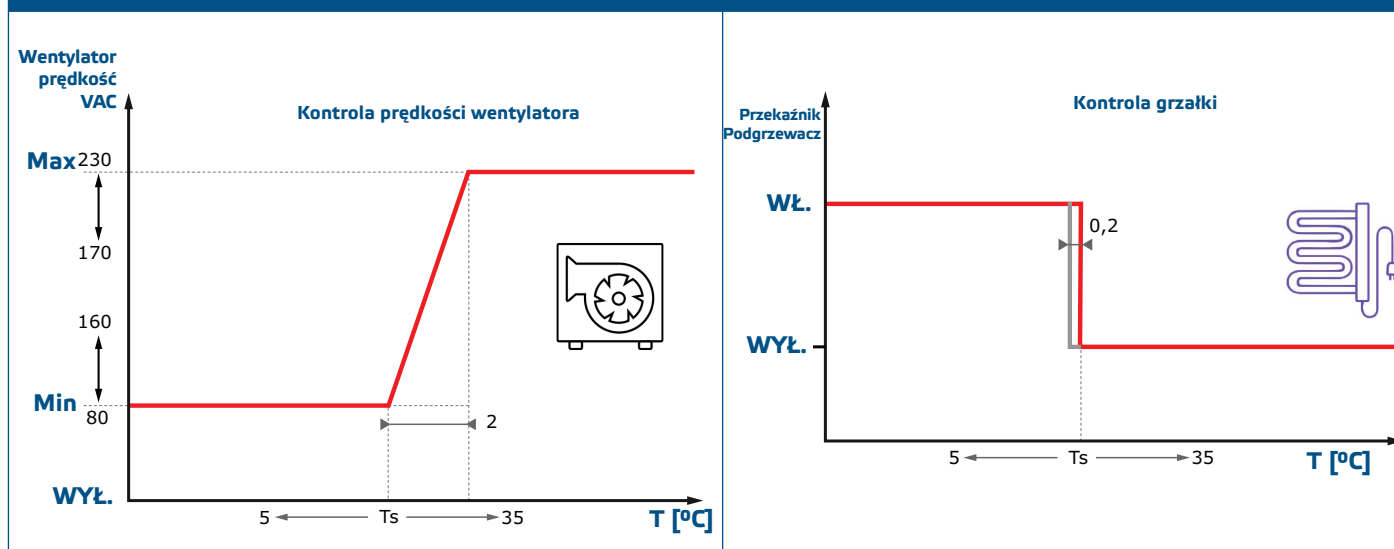 Wentylator
prędkość
VAC
Kontrola prędkości wentylatora
Max 230
170
160
Min
80
2
WYŁ.
5 Ts 35
T [ºC]
Kontrola grzałki
Przekaźnik
Podgrzewacz
WŁ.
0,2
WYŁ.
5 Ts 35
T [ºC]